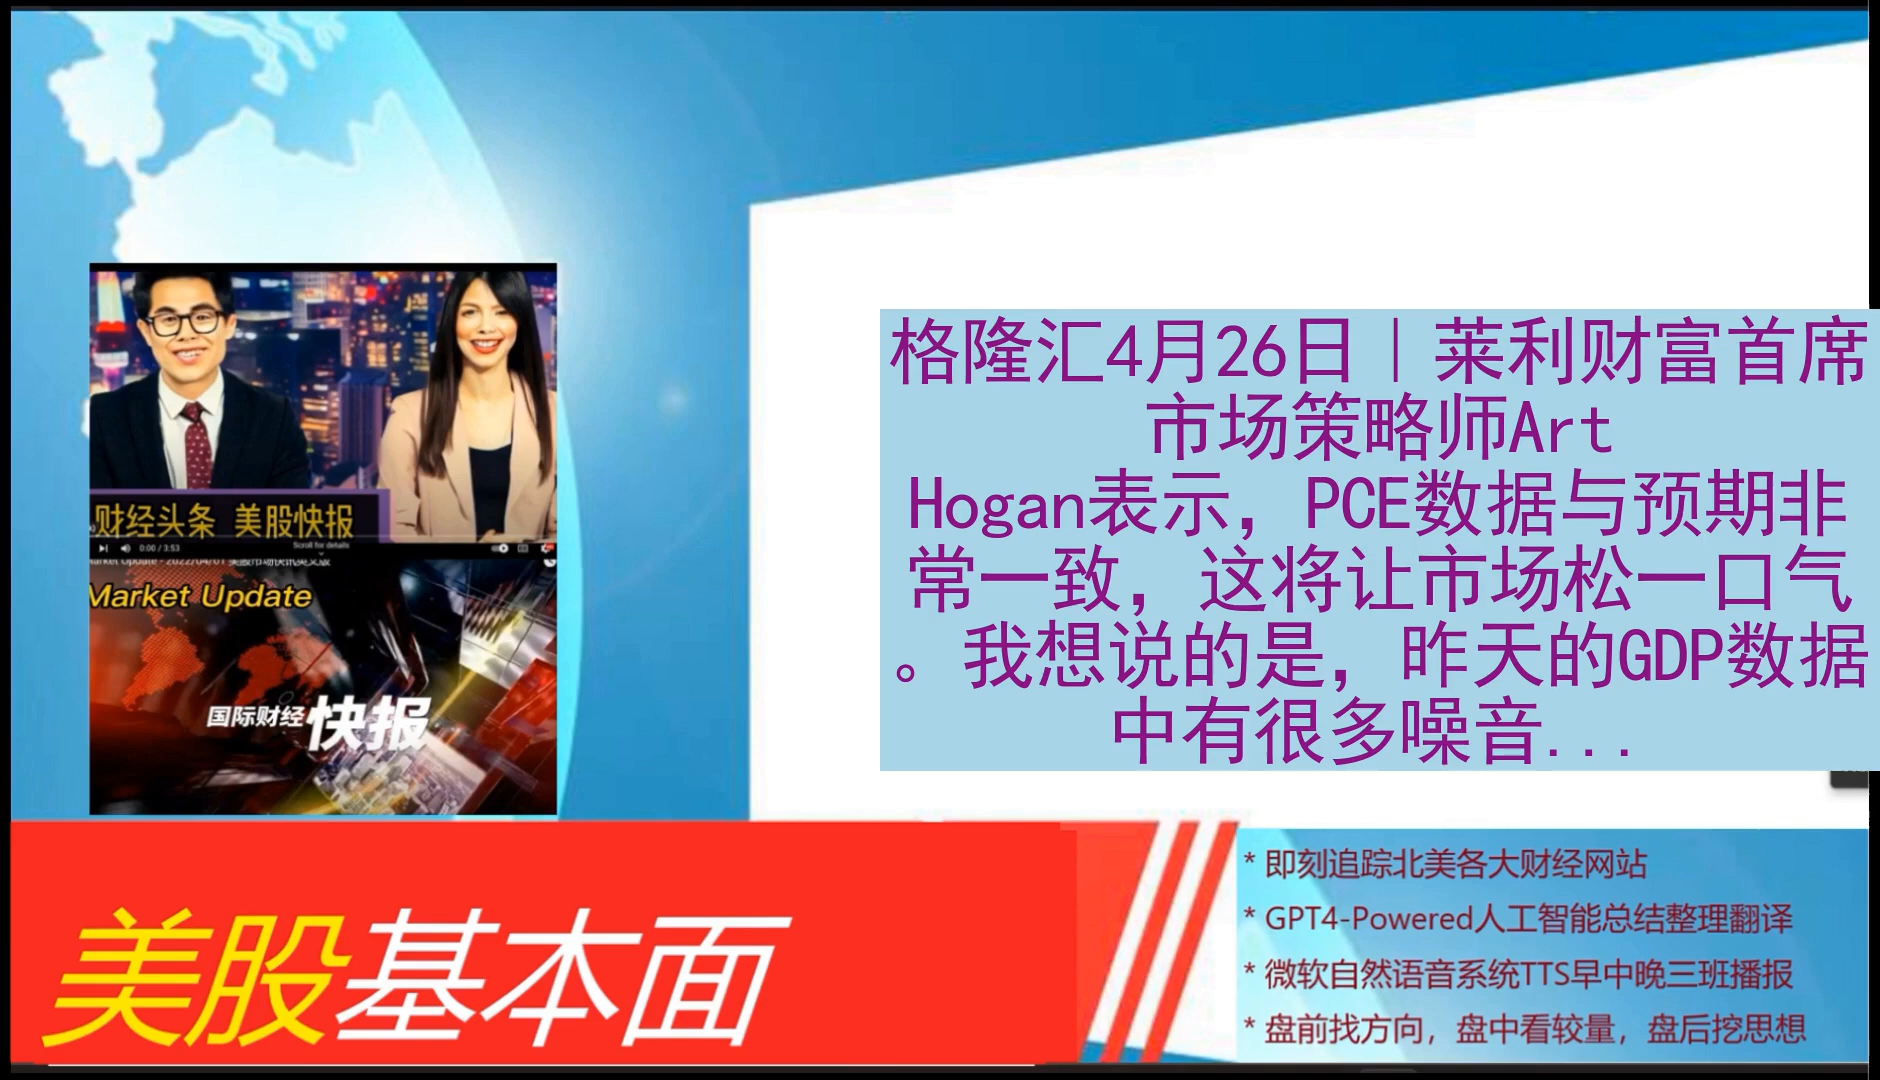 格隆汇4月26日｜莱利财富首席
市场策略师Art
Hogan表示，PCE数据与预期非
常一致，这将让市场松一口气
。我想说的是，昨天的GDP数据
中有很多噪音...
财经头条 美股快报
0:00 / 3:53
Scroll for details
Market Update
国际财经快报
美股基本面
* 即刻追踪北美各大财经网站
* GPT4-Powered人工智能总结整理翻译
* 微软自然语音系统TTS早中晚三班播报
* 盘前找方向，盘中看较量，盘后挖思想